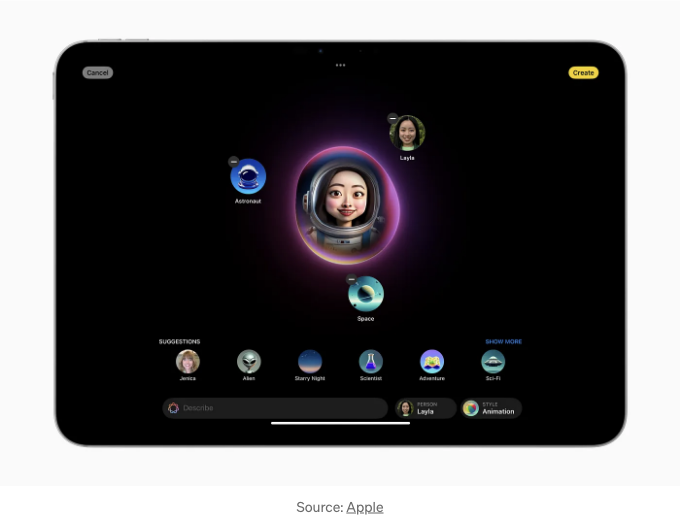 Cancel
Create
Layla
Astronaut
Space
SUGGESTIONS
SHOW MORE
Jenica
Alien
Starry Night
Scientist
Adventure
Sci-Fi
Describe
PERSON
Layla
STYLE
Animation
Source: Apple